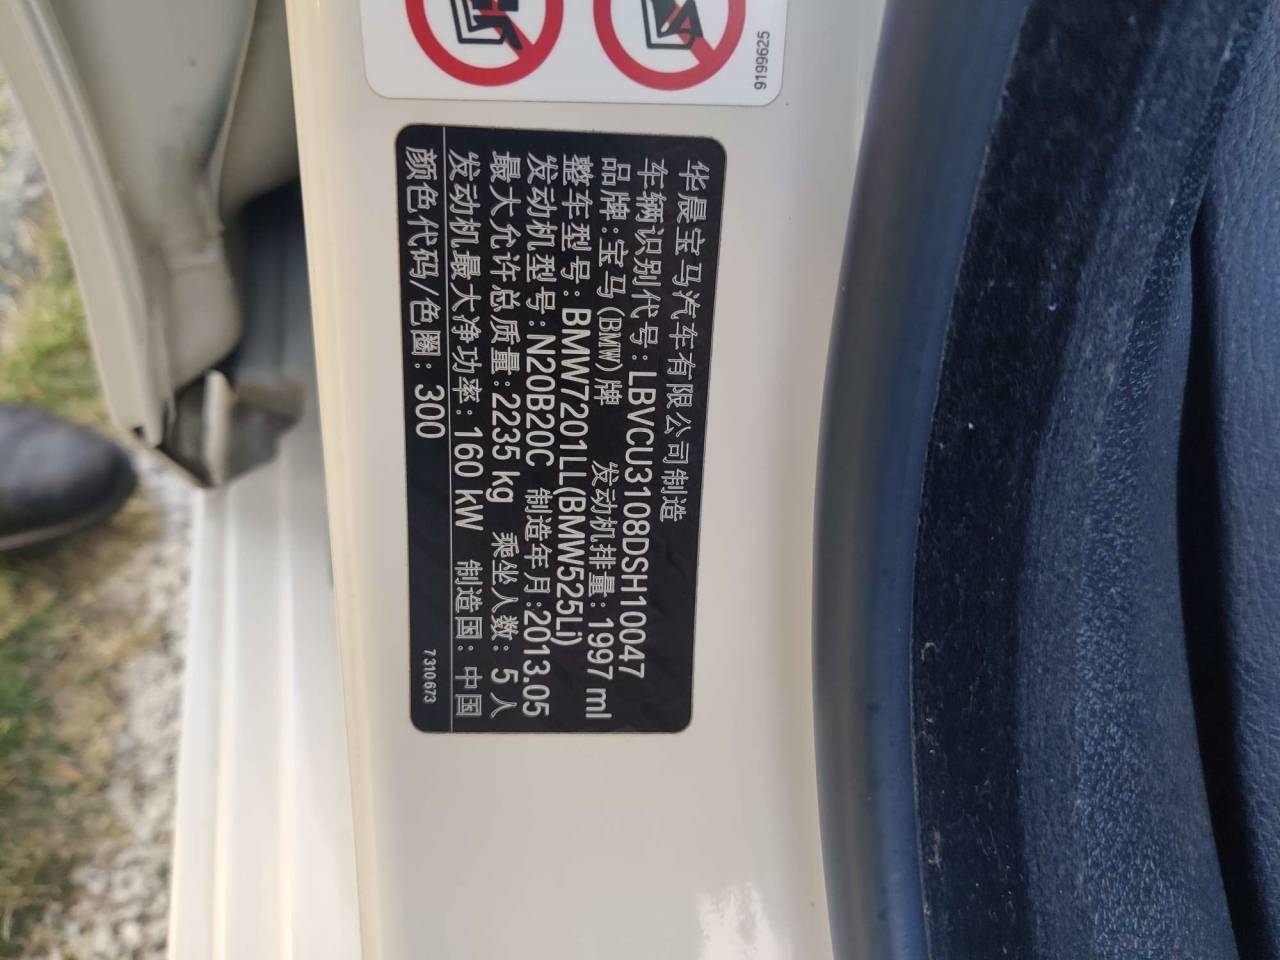 9199625
华晨宝马汽车有限公司制造
车辆识别代号:LBVCU3108DSH10047
品牌:宝马(BMW)牌 发动机排量:1997 ml
整车型号:BMW7201LL(BMW525Li)
发动机型号:N20B20C 制造年月:2013.05
最大允许总质量:2235 kg 乘坐人数:5人
发动机最大净功率:160 kW 制造国:中国
颜色代码/色圈:300
7 310 673